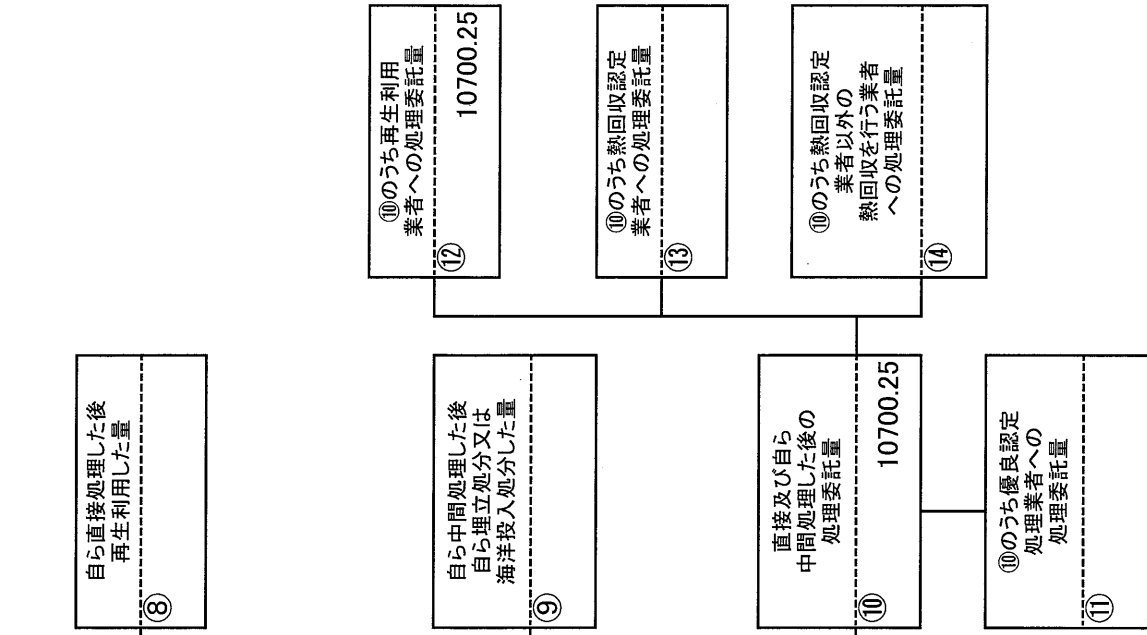 自ら直接処理した後
再生利用した量
⑧
自ら中間処理した後
自ら埋立処分又は
海洋投入処分した量
⑨
直接及び自ら
中間処理した後の
処理委託量
⑩
10700.25
⑩のうち優良認定
処理業者への
処理委託量
⑪
⑩のうち再生利用
業者への処理委託量
⑫
10700.25
⑩のうち熱回収認定
業者への処理委託量
⑬
⑩のうち熱回収認定
業者以外の
熱回収を行う業者
への処理委託量
⑭